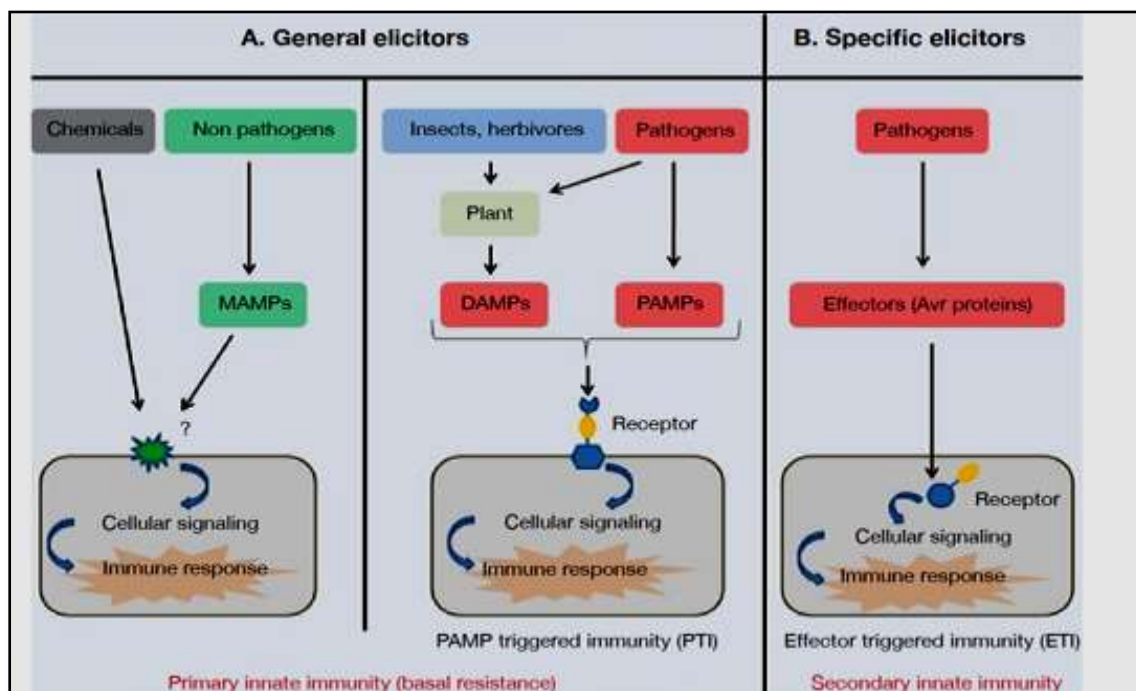 A. General elicitors
B. Specific elicitors
Chemicals
Non pathogens
Insects, herbivores
Pathogens
Pathogens
Plant
MAMPs
DAMPs
PAMPs
Effectors (Avr proteins)
?
Receptor
Receptor
Cellular signaling
Immune response
Cellular signaling
Immune response
Cellular signaling
Immune response
PAMP triggered immunity (PTI)
Effector triggered immunity (ETI)
Primary innate immunity (basal resistance)
Secondary innate immunity